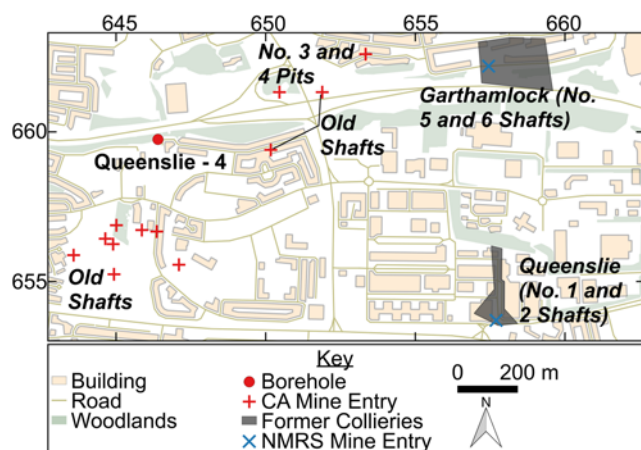 645 650 655 660
No. 3 and
4 Pits
Garthamlock (No.
5 and 6 Shafts)
660
Old
Shafts
Queenslie - 4
655
Old
Shafts
Queenslie
(No. 1 and
2 Shafts)
Key
Building
Road
Woodlands
Borehole
CA Mine Entry
Former Collieries
NMRS Mine Entry
0 200 m
N